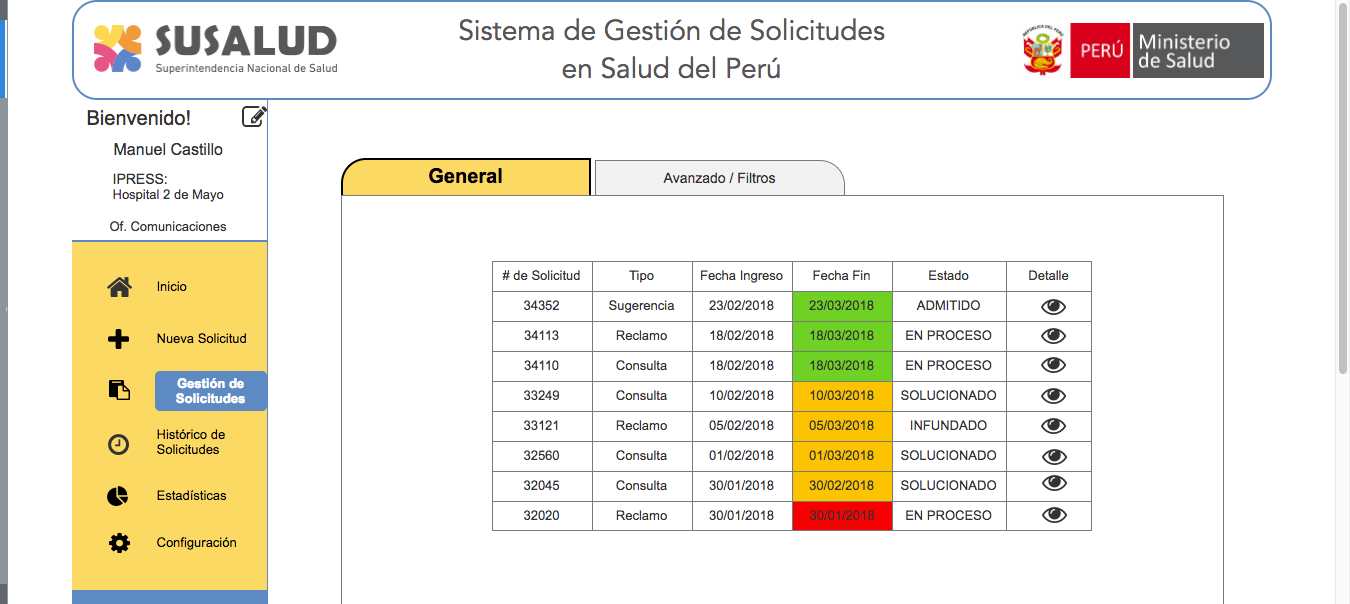 SUSALUD
Superintendencia Nacional de Salud
Sistema de Gestión de Solicitudes
en Salud del Perú
REPUBLICA DEL PERU
PERÚ
Ministerio
de Salud
Bienvenido!
Manuel Castillo
IPRESS:
Hospital 2 de Mayo
Of. Comunicaciones
Inicio
Nueva Solicitud
Gestión de
Solicitudes
Histórico de
Solicitudes
Estadísticas
Configuración
General
Avanzado / Filtros
# de Solicitud Tipo Fecha Ingreso Fecha Fin Estado Detalle
34352 Sugerencia 23/02/2018 23/03/2018 ADMITIDO
34113 Reclamo 18/02/2018 18/03/2018 EN PROCESO
34110 Consulta 18/02/2018 18/03/2018 EN PROCESO
33249 Consulta 10/02/2018 10/03/2018 SOLUCIONADO
33121 Reclamo 05/02/2018 05/03/2018 INFUNDADO
32560 Consulta 01/02/2018 01/03/2018 SOLUCIONADO
32045 Consulta 30/01/2018 30/02/2018 SOLUCIONADO
32020 Reclamo 30/01/2018 30/01/2018 EN PROCESO